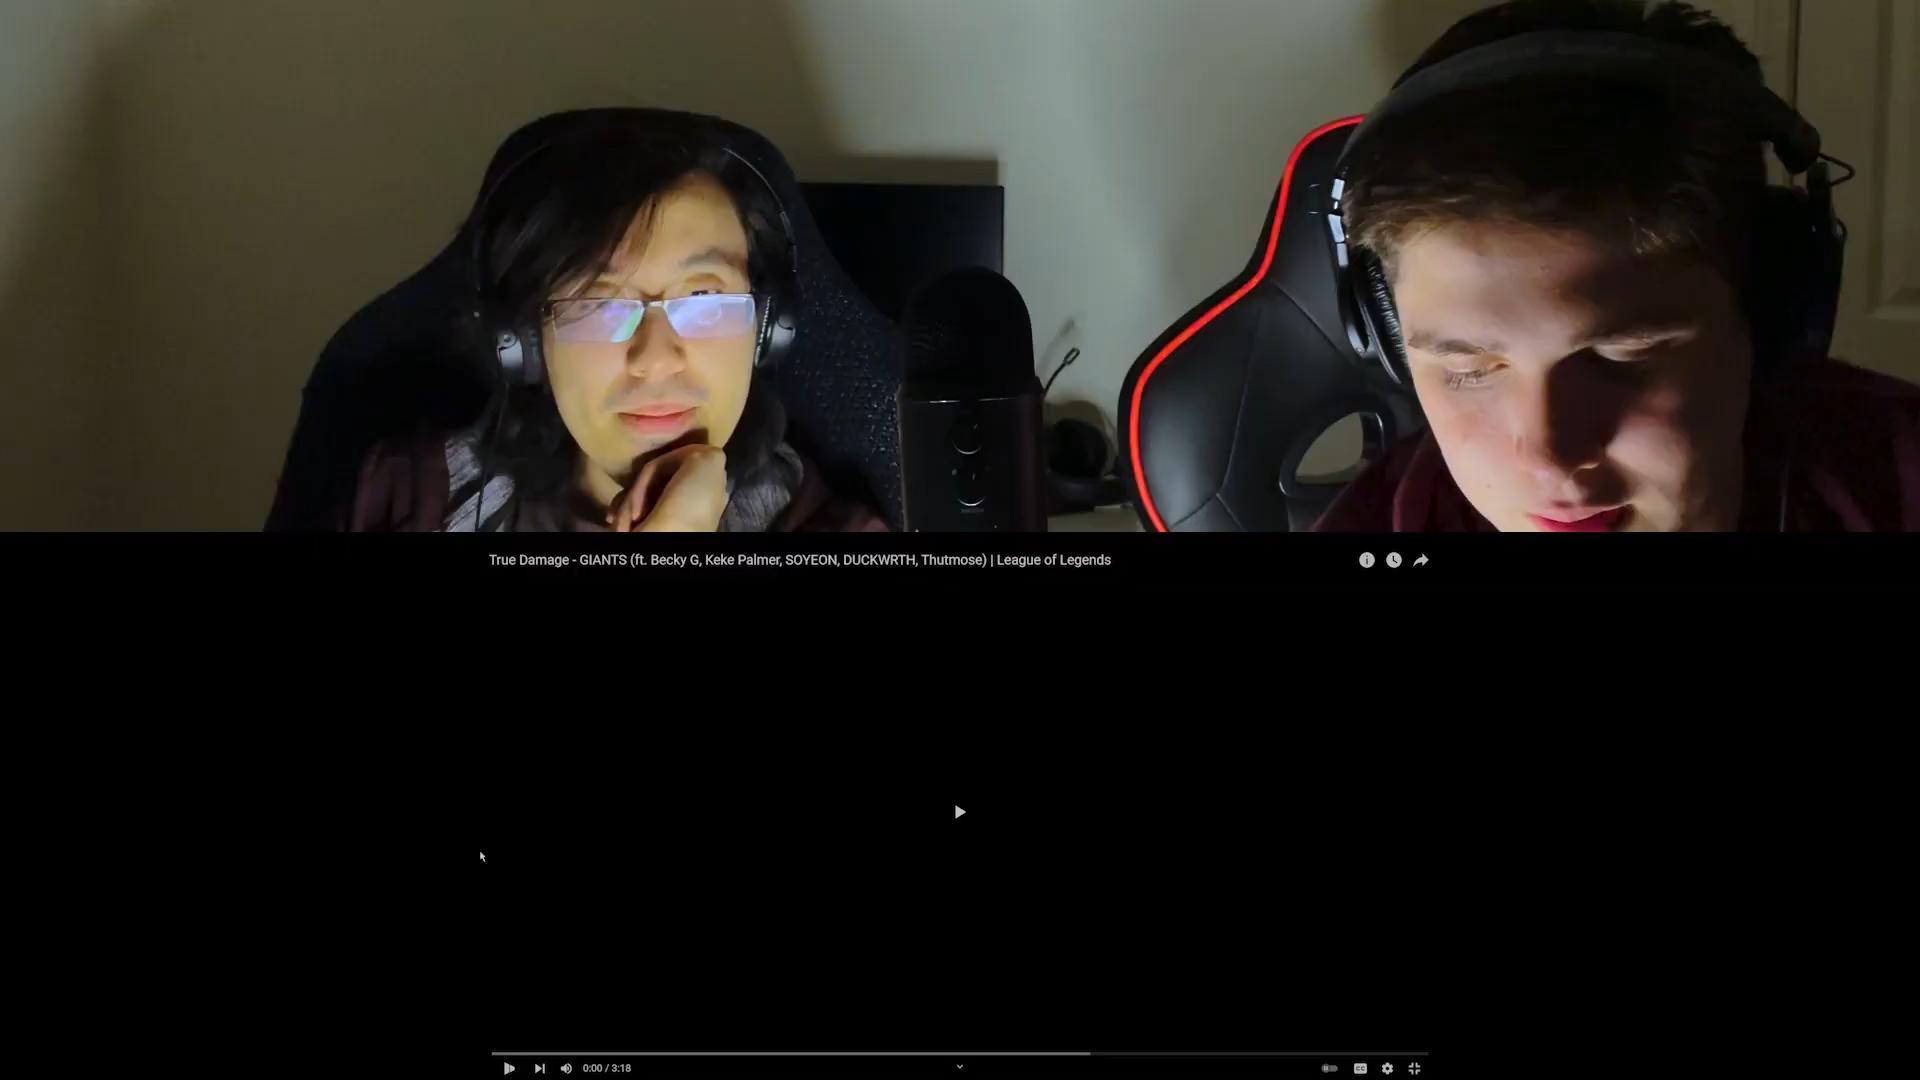 True Damage - GIANTS (ft. Becky G, Keke Palmer, SOYEON, DUCKWRTH, Thutmose) | League of Legends
0:00 / 3:18